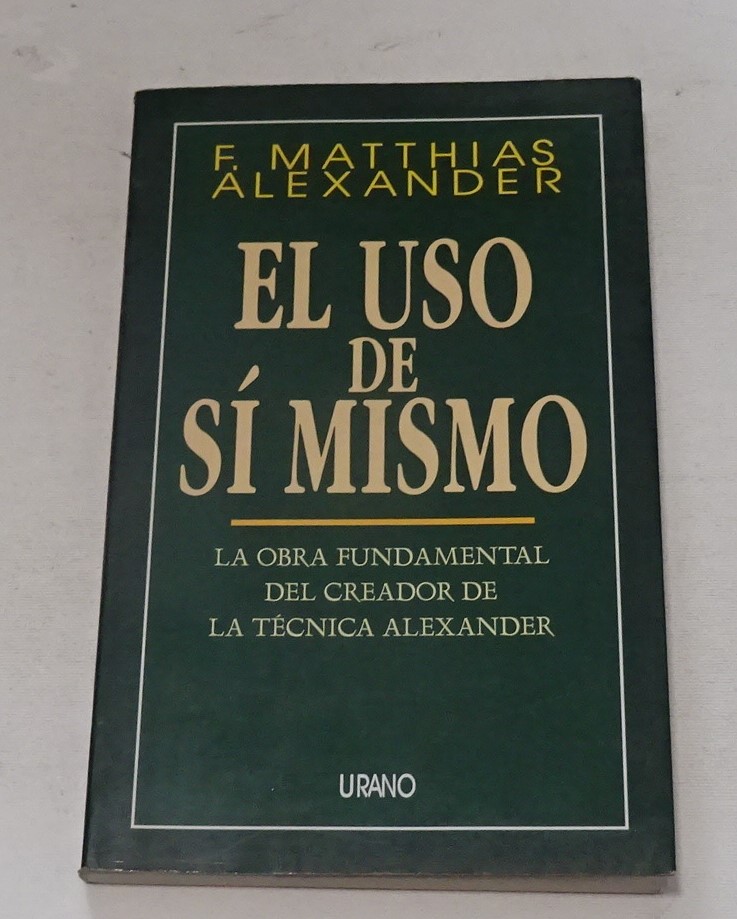 F. MATTHIAS
ALEXANDER
EL USO
DE
SÍ MISMO
LA OBRA FUNDAMENTAL
DEL CREADOR DE
LA TÉCNICA ALEXANDER
URANO